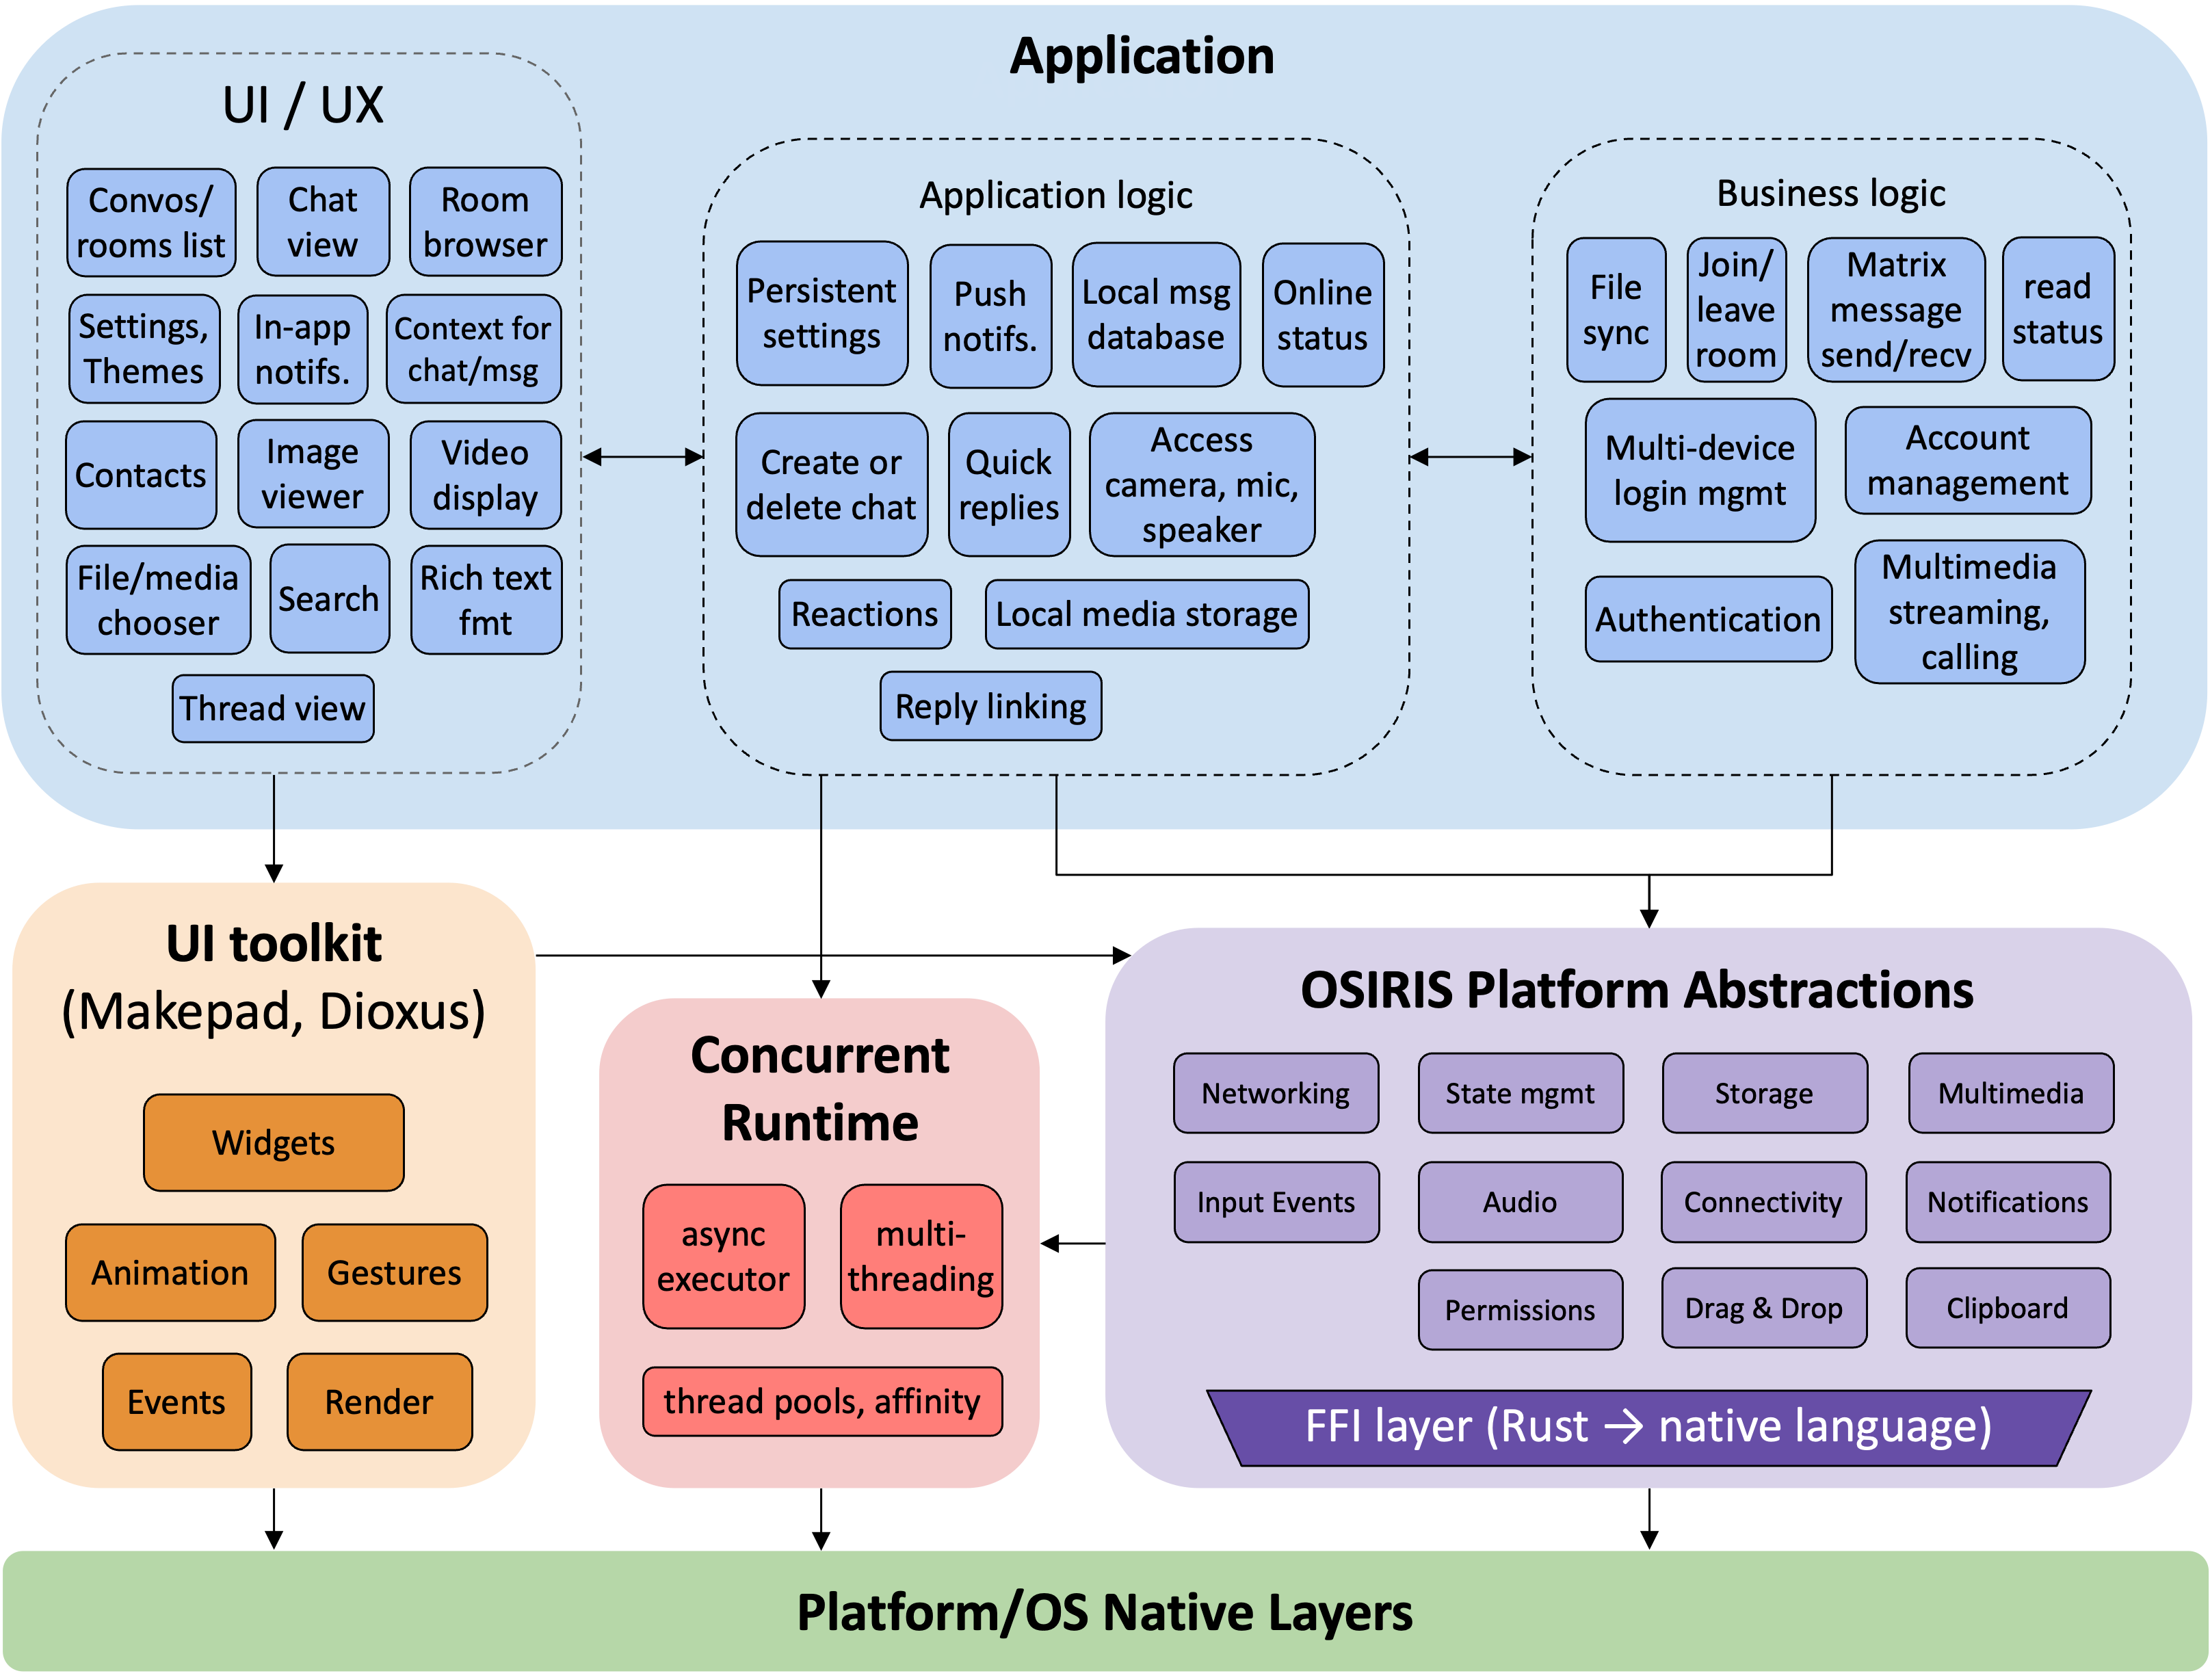 Application
UI / UX
Convos/
rooms list
Chat
view
Room
browser
Settings,
Themes
In-app
notifs.
Context for
chat/msg
Contacts
Image
viewer
Video
display
File/media
chooser
Search
Rich text
fmt
Thread view
Application logic
Persistent
settings
Push
notifs.
Local msg
database
Online
status
Create or
delete chat
Quick
replies
Access
camera, mic,
speaker
Reactions
Local media storage
Reply linking
Business logic
File
sync
Join/
leave
room
Matrix
message
send/recv
read
status
Multi-device
login mgmt
Account
management
Authentication
Multimedia
streaming,
calling
UI toolkit
(Makepad, Dioxus)
Widgets
Animation
Gestures
Events
Render
Concurrent
Runtime
async
executor
multi-
threading
thread pools, affinity
OSIRIS Platform Abstractions
Networking
State mgmt
Storage
Multimedia
Input Events
Audio
Connectivity
Notifications
Permissions
Drag & Drop
Clipboard
FFI layer (Rust → native language)
Platform/OS Native Layers